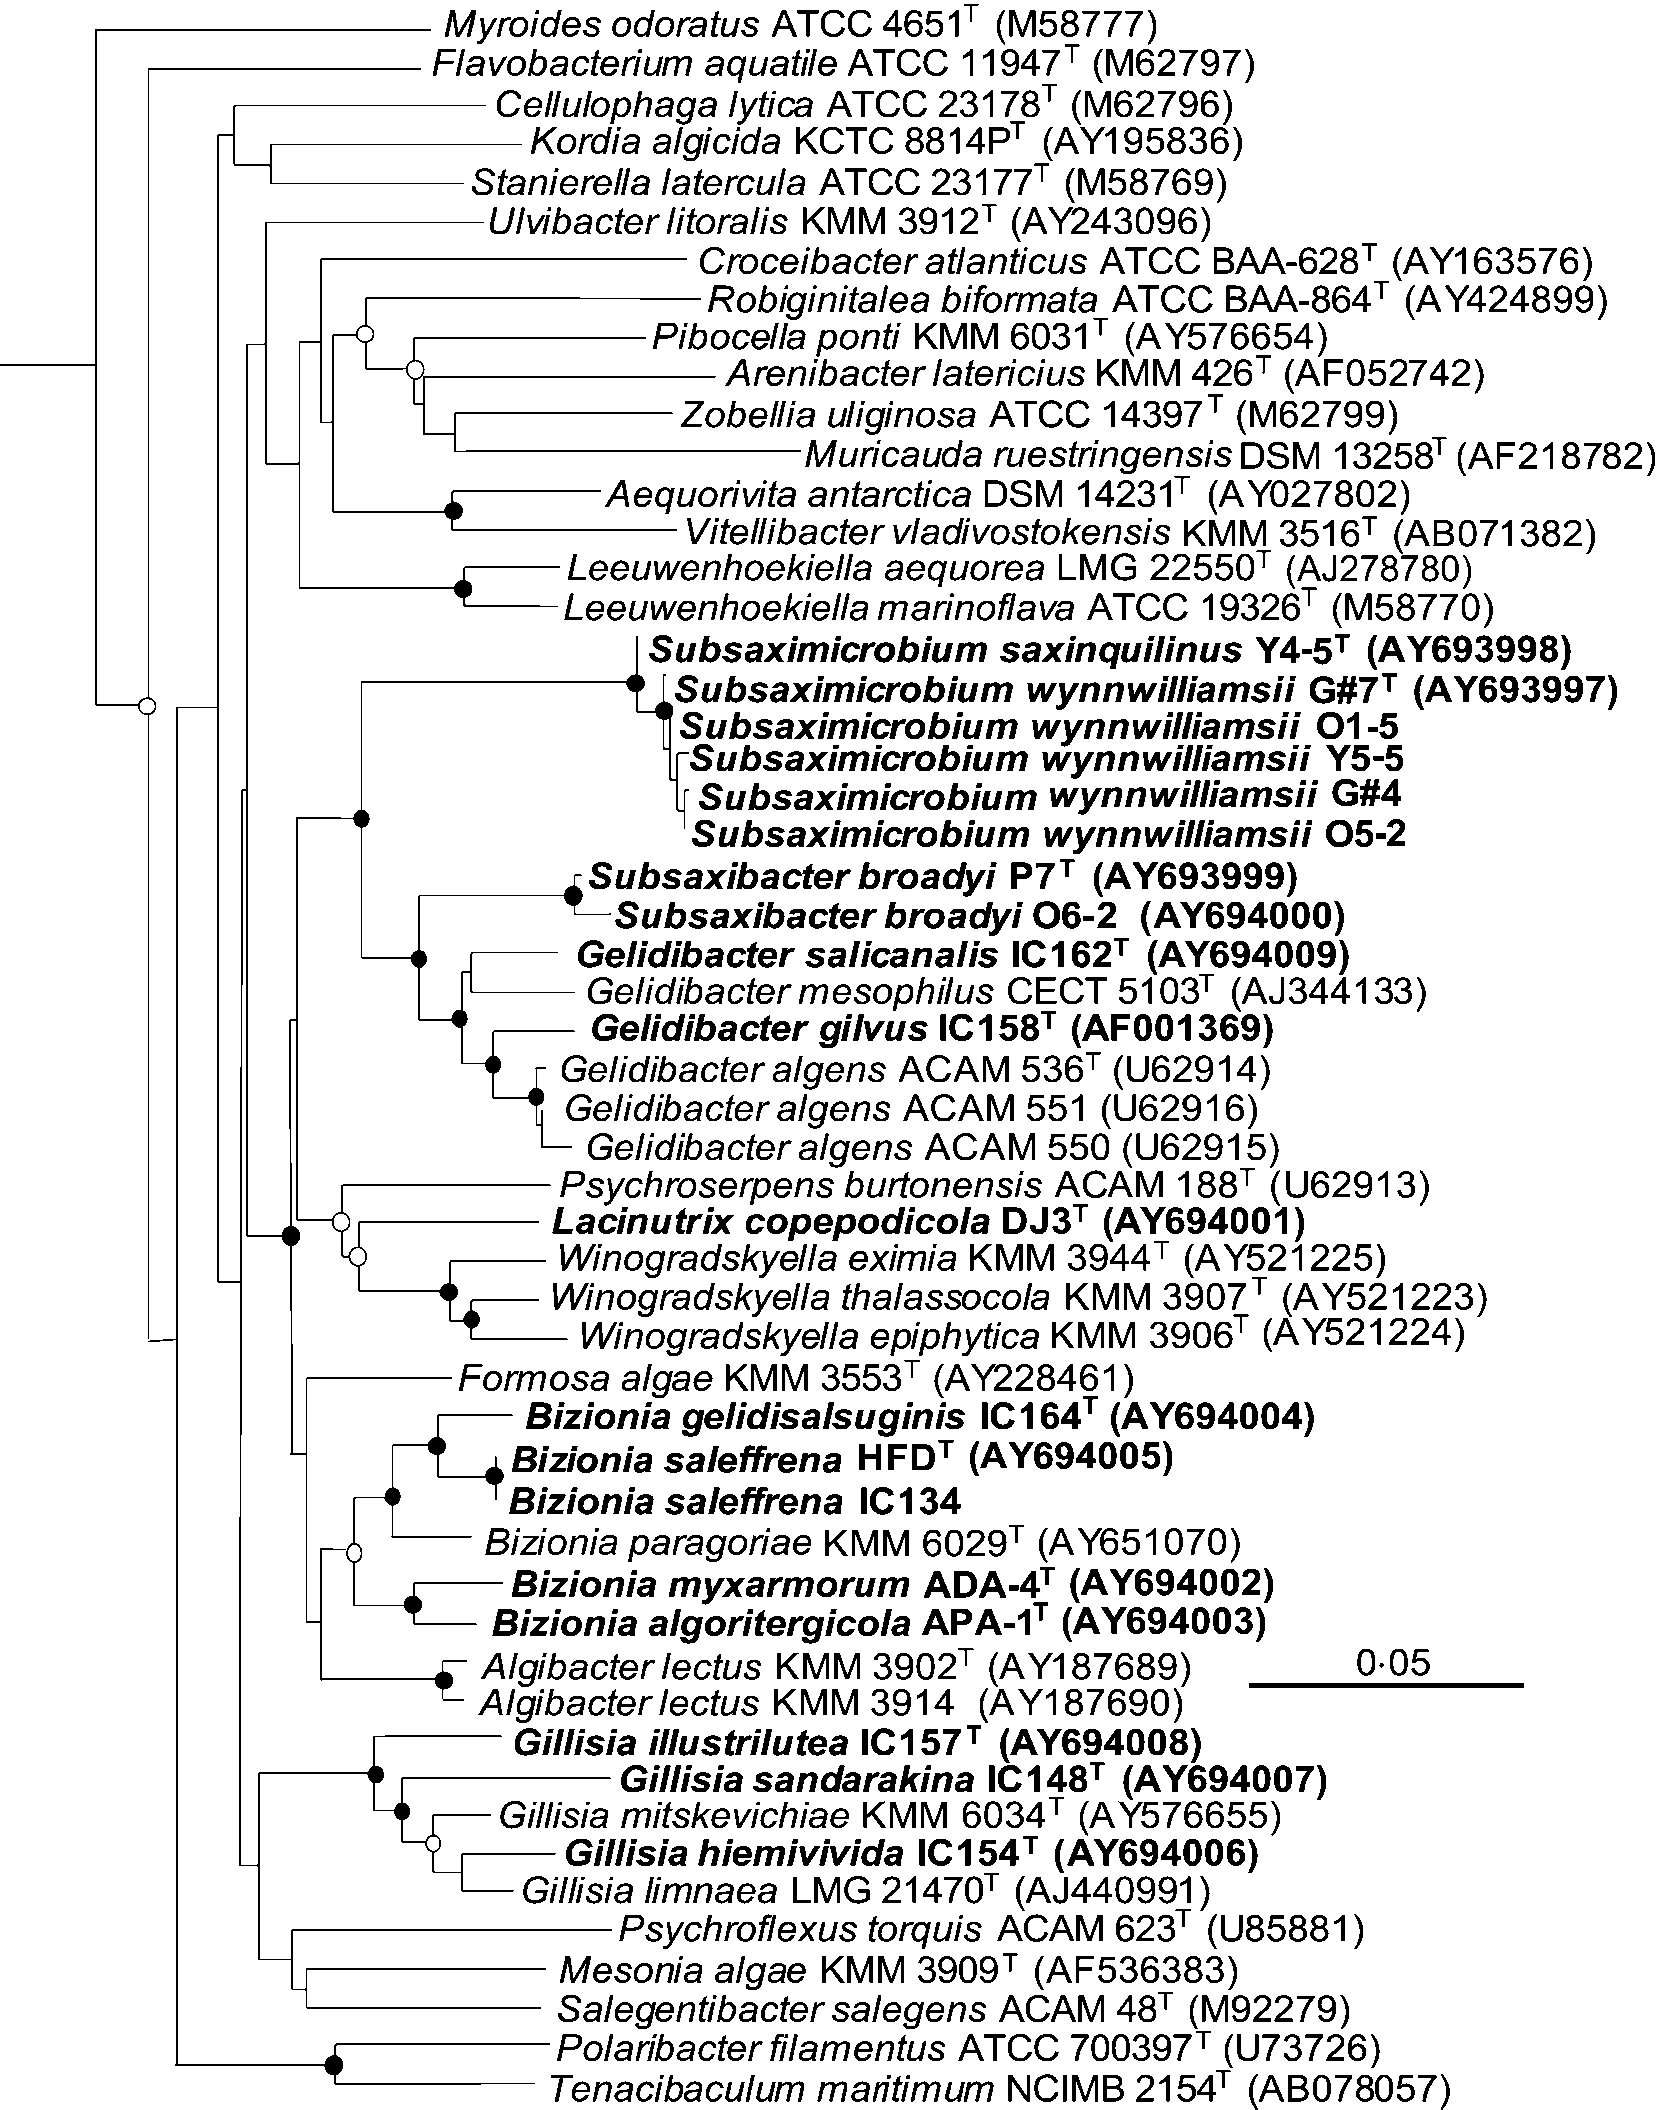 Myroides odoratus ATCC 4651T (M58777)
Flavobacterium aquatile ATCC 11947T (M62797)
Cellulophaga lytica ATCC 23178T (M62796)
Kordia algicida KCTC 8814PT (AY195836)
Stanierella latercula ATCC 23177T (M58769)
Ulvibacter litoralis KMM 3912T (AY243096)
Croceibacter atlanticus ATCC BAA-628T (AY163576)
Robiginitalea biformata ATCC BAA-864T (AY424899)
Pibocella ponti KMM 6031T (AY576654)
Arenibacter latericius KMM 426T (AF052742)
Zobellia uliginosa ATCC 14397T (M62799)
Muricauda ruestringensis DSM 13258T (AF218782)
Aequorivita antarctica DSM 14231T (AY027802)
Vitellibacter vladivostokensis KMM 3516T (AB071382)
Leeuwenhoekiella aequorea LMG 22550T (AJ278780)
Leeuwenhoekiella marinoflava ATCC 19326T (M58770)
Subsaximicrobium saxinquilinus Y4-5T (AY693998)
Subsaximicrobium wynnwilliamsii G#7T (AY693997)
Subsaximicrobium wynnwilliamsii O1-5
Subsaximicrobium wynnwilliamsii Y5-5
Subsaximicrobium wynnwilliamsii G#4
Subsaximicrobium wynnwilliamsii O5-2
Subsaxibacter broadyi P7T (AY693999)
Subsaxibacter broadyi O6-2 (AY694000)
Gelidibacter salicanalis IC162T (AY694009)
Gelidibacter mesophilus CECT 5103T (AJ344133)
Gelidibacter gilvus IC158T (AF001369)
Gelidibacter algens ACAM 536T (U62914)
Gelidibacter algens ACAM 551 (U62916)
Gelidibacter algens ACAM 550 (U62915)
Psychroserpens burtonensis ACAM 188T (U62913)
Lacinutrix copepodicola DJ3T (AY694001)
Winogradskyella eximia KMM 3944T (AY521225)
Winogradskyella thalassocola KMM 3907T (AY521223)
Winogradskyella epiphytica KMM 3906T (AY521224)
Formosa algae KMM 3553T (AY228461)
Bizionia gelidisalsuginis IC164T (AY694004)
Bizionia saleffrena HFDT (AY694005)
Bizionia saleffrena IC134
Bizionia paragoriae KMM 6029T (AY651070)
Bizionia myxarmorum ADA-4T (AY694002)
Bizionia algoritergicola APA-1T (AY694003)
Algibacter lectus KMM 3902T (AY187689)
0·05
Algibacter lectus KMM 3914 (AY187690)
Gillisia illustrilutea IC157T (AY694008)
Gillisia sandarakina IC148T (AY694007)
Gillisia mitskevichiae KMM 6034T (AY576655)
Gillisia hiemivivida IC154T (AY694006)
Gillisia limnaea LMG 21470T (AJ440991)
Psychroflexus torquis ACAM 623T (U85881)
Mesonia algae KMM 3909T (AF536383)
Salegentibacter salegens ACAM 48T (M92279)
Polaribacter filamentus ATCC 700397T (U73726)
Tenacibaculum maritimum NCIMB 2154T (AB078057)